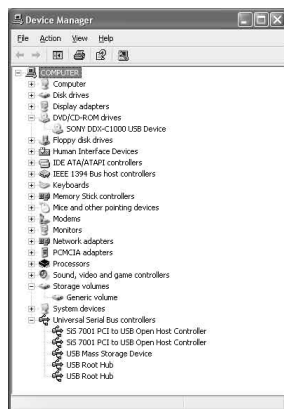 Device Manager
File Action View Help
COMPUTER
Computer
Disk drives
Display adapters
DVD/CD-ROM drives
SONY DDX-C1000 USB Device
Floppy disk drives
Human Interface Devices
IDE ATA/ATAPI controllers
IEEE 1394 Bus host controllers
Keyboards
Memory Stick controllers
Mice and other pointing devices
Modems
Monitors
Network adapters
PCMCIA adapters
Processors
Sound, video and game controllers
Storage volumes
Generic volume
System devices
Universal Serial Bus controllers
SiS 7001 PCI to USB Open Host Controller
SiS 7001 PCI to USB Open Host Controller
USB Mass Storage Device
USB Root Hub
USB Root Hub